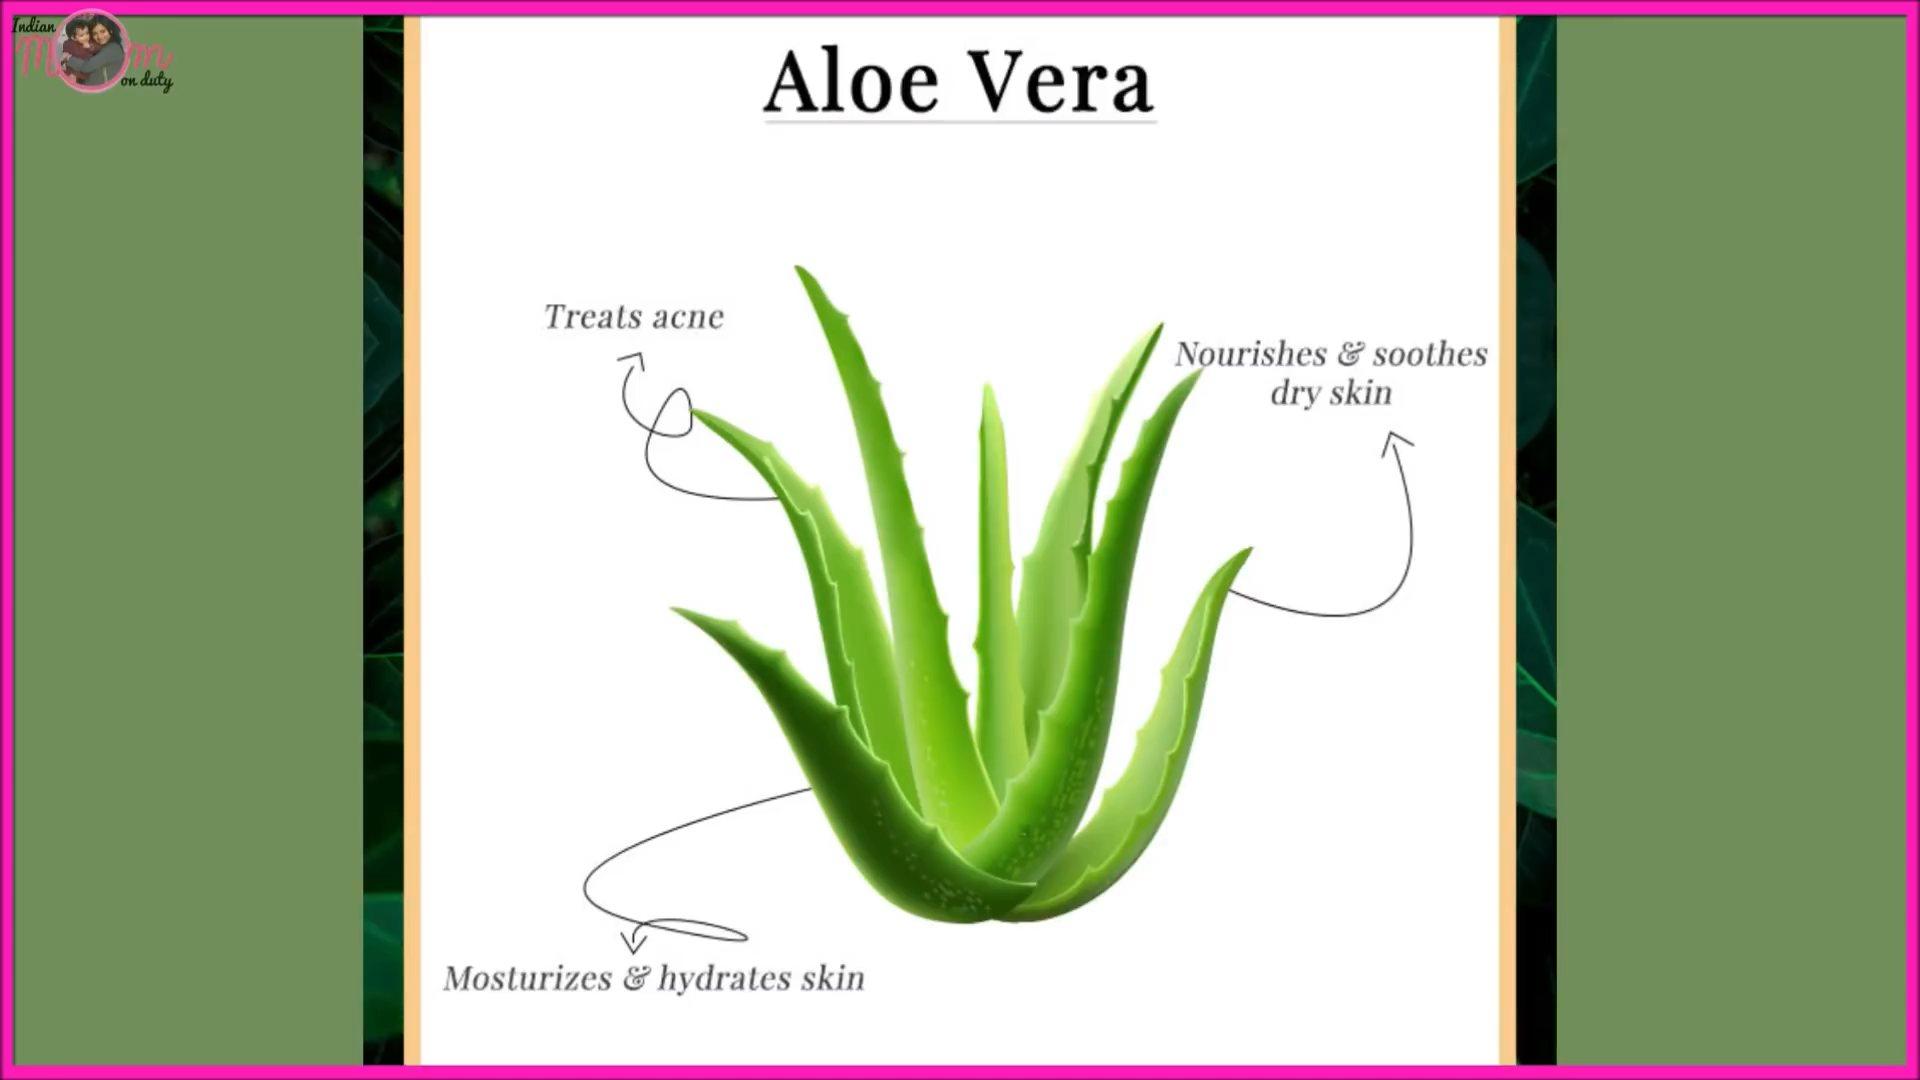 Indian
Mom
on duty
Aloe Vera
Treats acne
Nourishes & soothes
dry skin
Mosturizes & hydrates skin